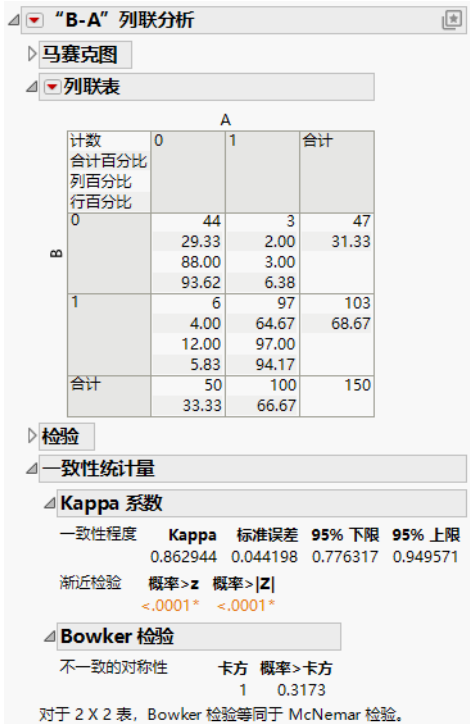 “B-A” 列联分析
马赛克图
列联表
A
计数 0 1 合计
合计百分比
列百分比
行百分比
B
0 44 3 47
29.33 2.00 31.33
88.00 3.00
93.62 6.38
1 6 97 103
4.00 64.67 68.67
12.00 97.00
5.83 94.17
合计 50 100 150
33.33 66.67
检验
一致性统计量
Kappa 系数
一致性程度 Kappa 标准误差 95% 下限 95% 上限
0.862944 0.044198 0.776317 0.949571
渐近检验 概率>z 概率>|Z|
<.0001* <.0001*
Bowker 检验
不一致的对称性 卡方 概率>卡方
1 0.3173
对于 2 X 2 表，Bowker 检验等同于 McNemar 检验。